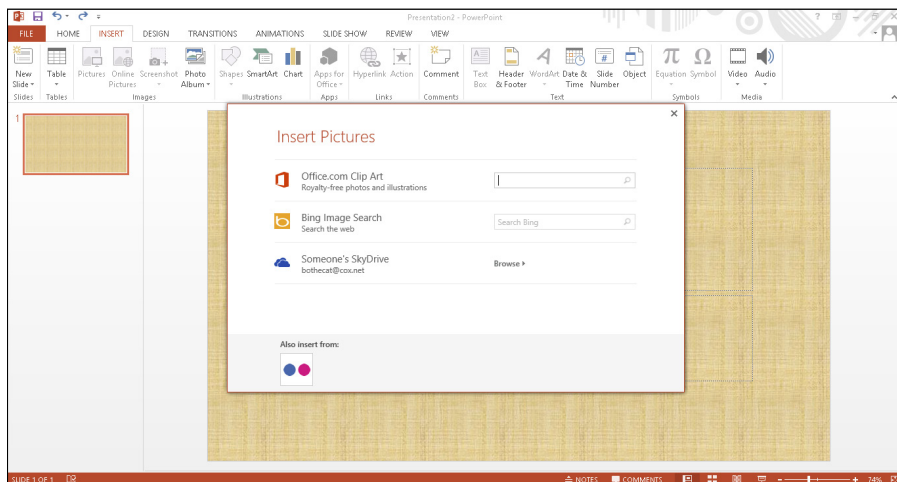 Presentation2 - PowerPoint
FILE HOME INSERT DESIGN TRANSITIONS ANIMATIONS SLIDE SHOW REVIEW VIEW
New Slide
Table
Pictures
Online Pictures
Screenshot
Photo Album
Shapes
SmartArt
Chart
Apps for Office
Hyperlink
Action
Comment
Text Box
Header & Footer
WordArt
Date & Time
Slide Number
Object
Equation
Symbol
Video
Audio
Slides Tables Images Illustrations Apps Links Comments Text Symbols Media
1
Insert Pictures
Office.com Clip Art
Royalty-free photos and illustrations
Bing Image Search
Search the web
Search Bing
Someone's SkyDrive
bothecat@cox.net
Browse
Also insert from:
SLIDE 1 OF 1 NOTES COMMENTS 74%